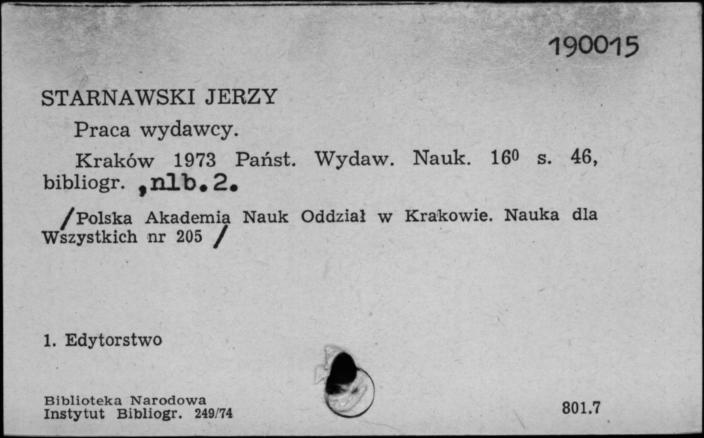 190015
STARNAWSKI JERZY
Praca wydawcy.
Kraków 1973 Państ. Wydaw. Nauk. 16⁰ s. 46,
bibliogr. ,nlb.2.
/Polska Akademia Nauk Oddział w Krakowie. Nauka dla
Wszystkich nr 205 /
1. Edytorstwo
Biblioteka Narodowa
Instytut Bibliogr. 249/74
801.7